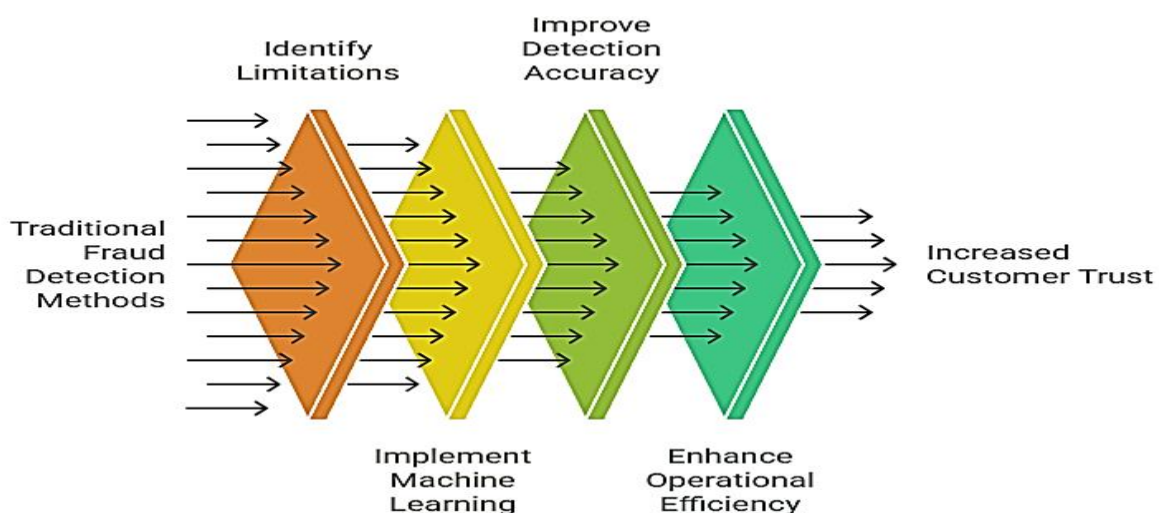 Traditional
Fraud
Detection
Methods
Identify
Limitations
Implement
Machine
Learning
Improve
Detection
Accuracy
Enhance
Operational
Efficiency
Increased
Customer Trust